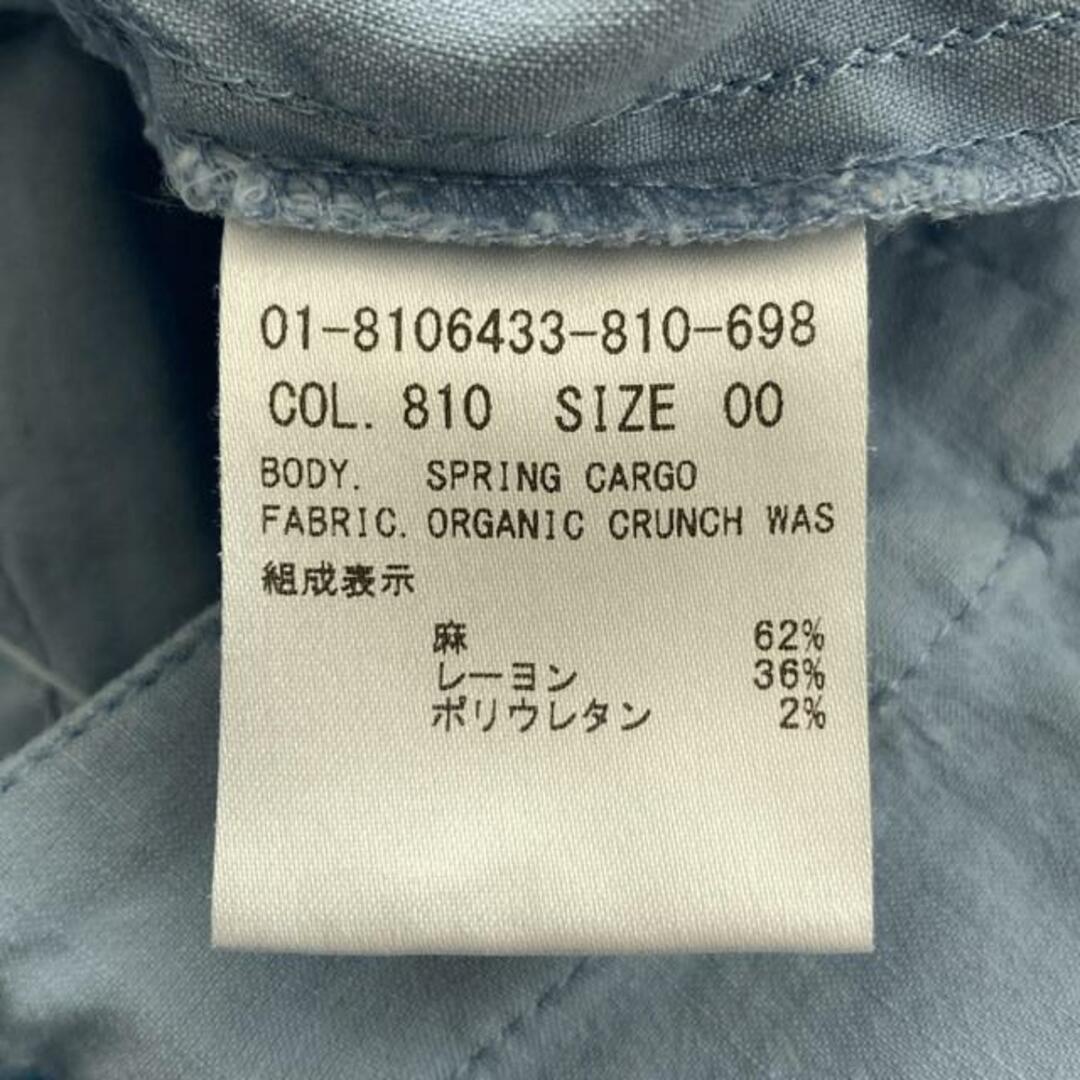 01-8106433-810-698
COL. 810 SIZE 00
BODY. SPRING CARGO
FABRIC. ORGANIC CRUNCH WAS
組成表示
麻 62%
レーヨン 36%
ポリウレタン 2%